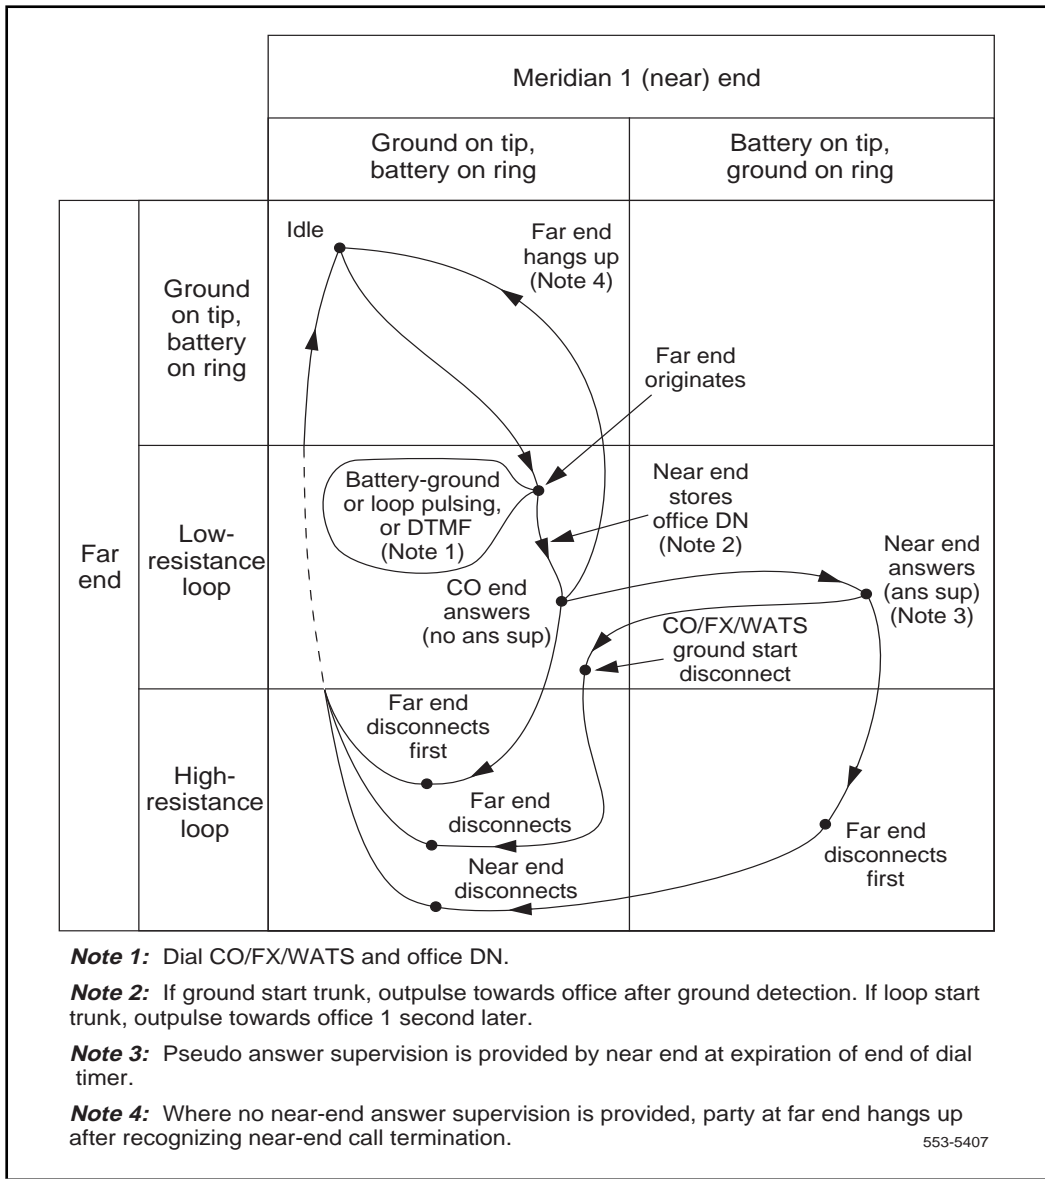 Meridian 1 (near) end
Ground on tip,
battery on ring
Battery on tip,
ground on ring
Far
end
Ground
on tip,
battery
on ring
Idle
Far end
hangs up
(Note 4)
Far end
originates
Low-
resistance
loop
Battery-ground
or loop pulsing,
or DTMF
(Note 1)
Near end
stores
office DN
(Note 2)
CO end
answers
(no ans sup)
Near end
answers
(ans sup)
(Note 3)
CO/FX/WATS
ground start
disconnect
High-
resistance
loop
Far end
disconnects
first
Far end
disconnects
Near end
disconnects
Far end
disconnects
first
Note 1: Dial CO/FX/WATS and office DN.
Note 2: If ground start trunk, outpulse towards office after ground detection. If loop start
trunk, outpulse towards office 1 second later.
Note 3: Pseudo answer supervision is provided by near end at expiration of end of dial
timer.
Note 4: Where no near-end answer supervision is provided, party at far end hangs up
after recognizing near-end call termination.
553-5407